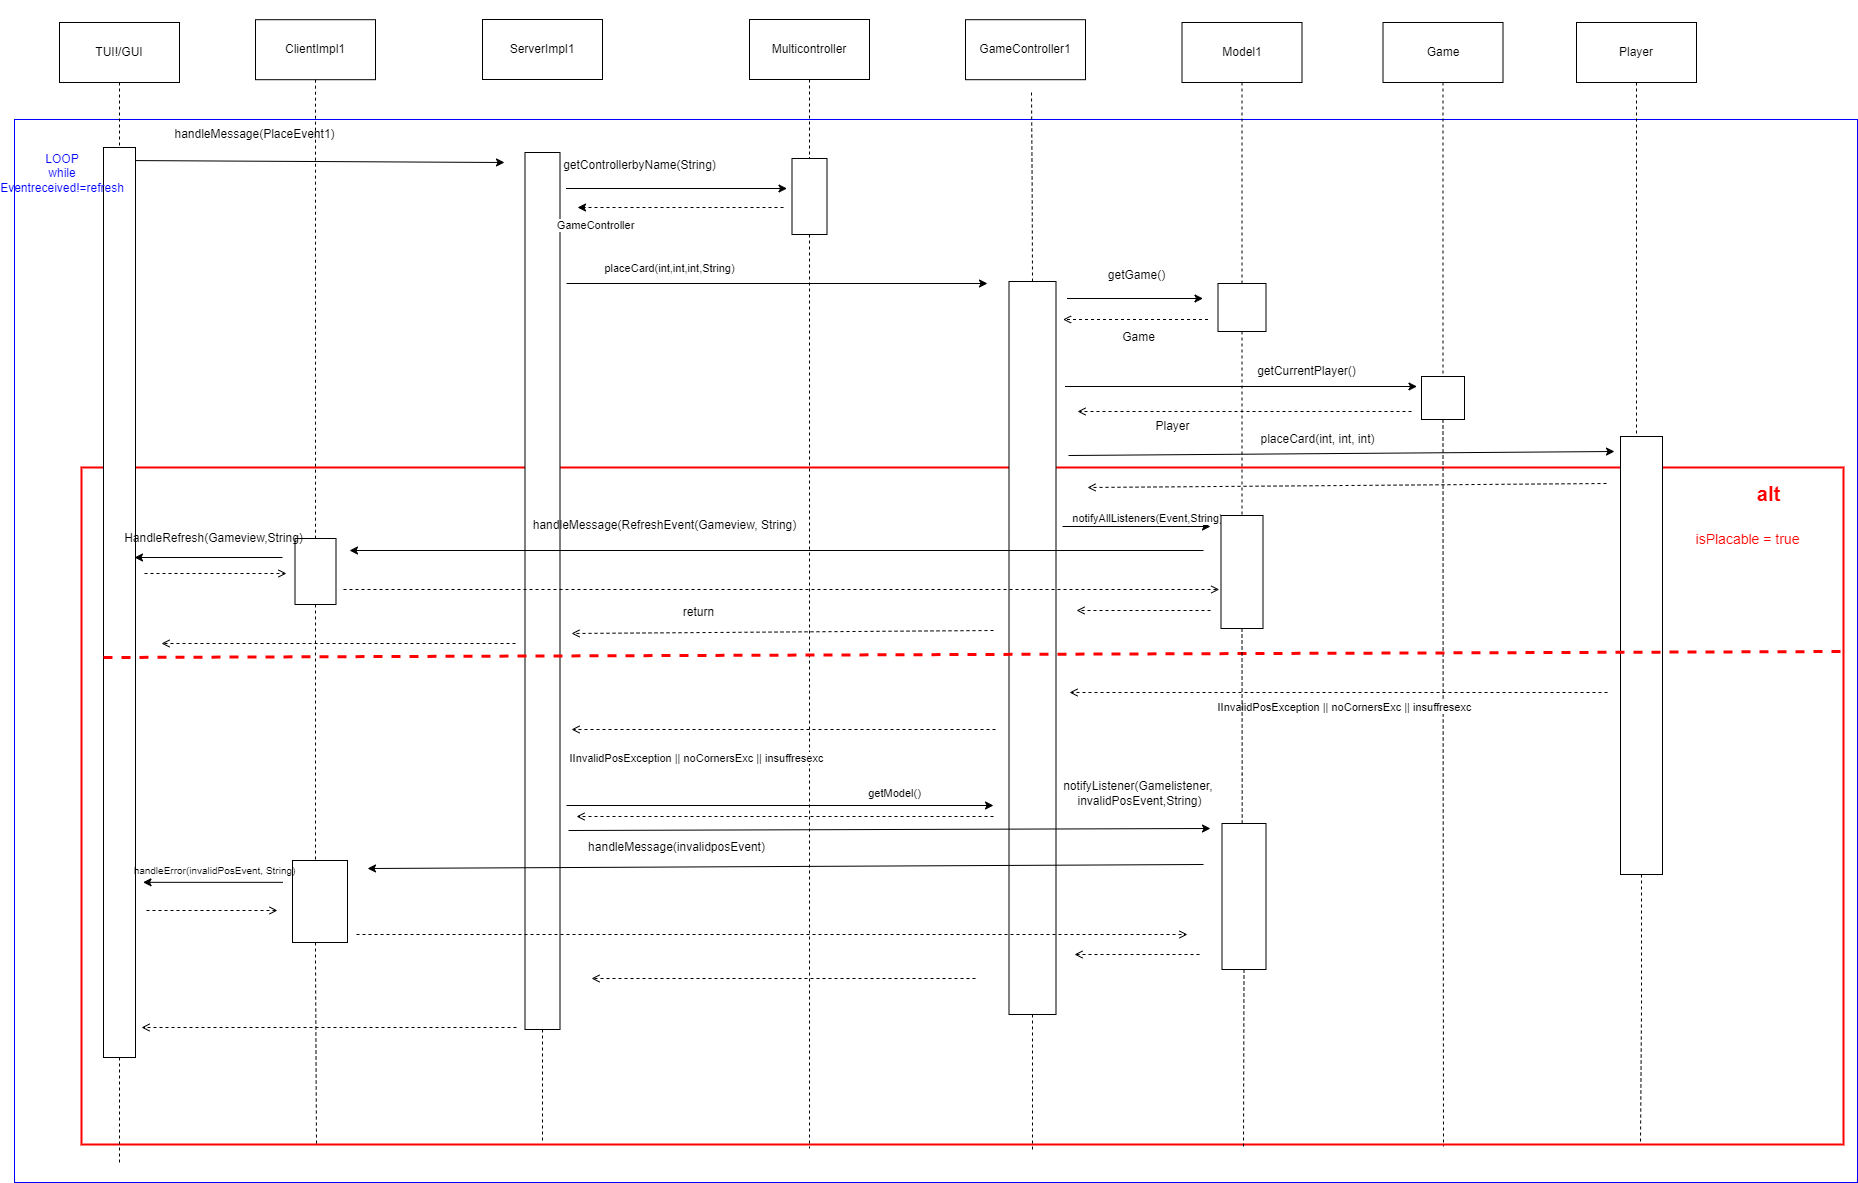 TUI!/GUI
ClientImpl1
ServerImpl1
Multicontroller
GameController1
Model1
Game
Player
handleMessage(PlaceEvent1)
LOOP
while
Eventreceived!=refresh
getControllerbyName(String)
GameController
placeCard(int,int,int,String)
getGame()
Game
getCurrentPlayer()
Player
placeCard(int, int, int)
alt
isPlacable = true
notifyAllListeners(Event,String)
handleMessage(RefreshEvent(Gameview, String)
HandleRefresh(Gameview,String)
return
IInvalidPosException || noCornersExc || insuffresexc
IInvalidPosException || noCornersExc || insuffresexc
getModel()
notifyListener(Gamelistener,
invalidPosEvent,String)
handleMessage(invalidposEvent)
handleError(invalidPosEvent, String)